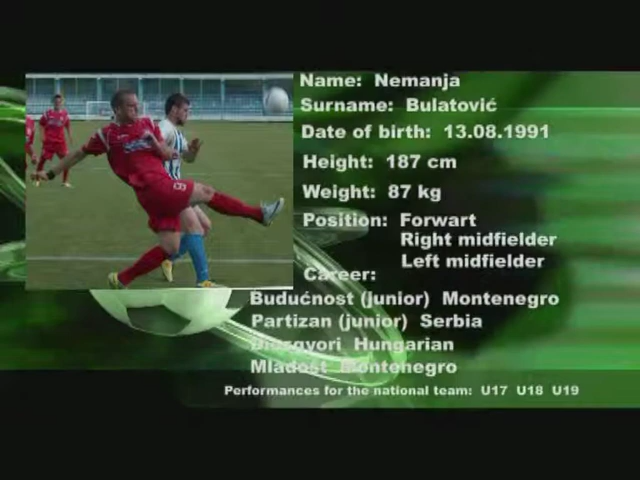 Name: Nemanja
Surname: Bulatović
Date of birth: 13.08.1991
Height: 187 cm
Weight: 87 kg
Position: Forwart
Right midfielder
Left midfielder
Career:
Budućnost (junior) Montenegro
Partizan (junior) Serbia
Diosgyori Hungarian
Mladost Montenegro
Performances for the national team: U17 U18 U19